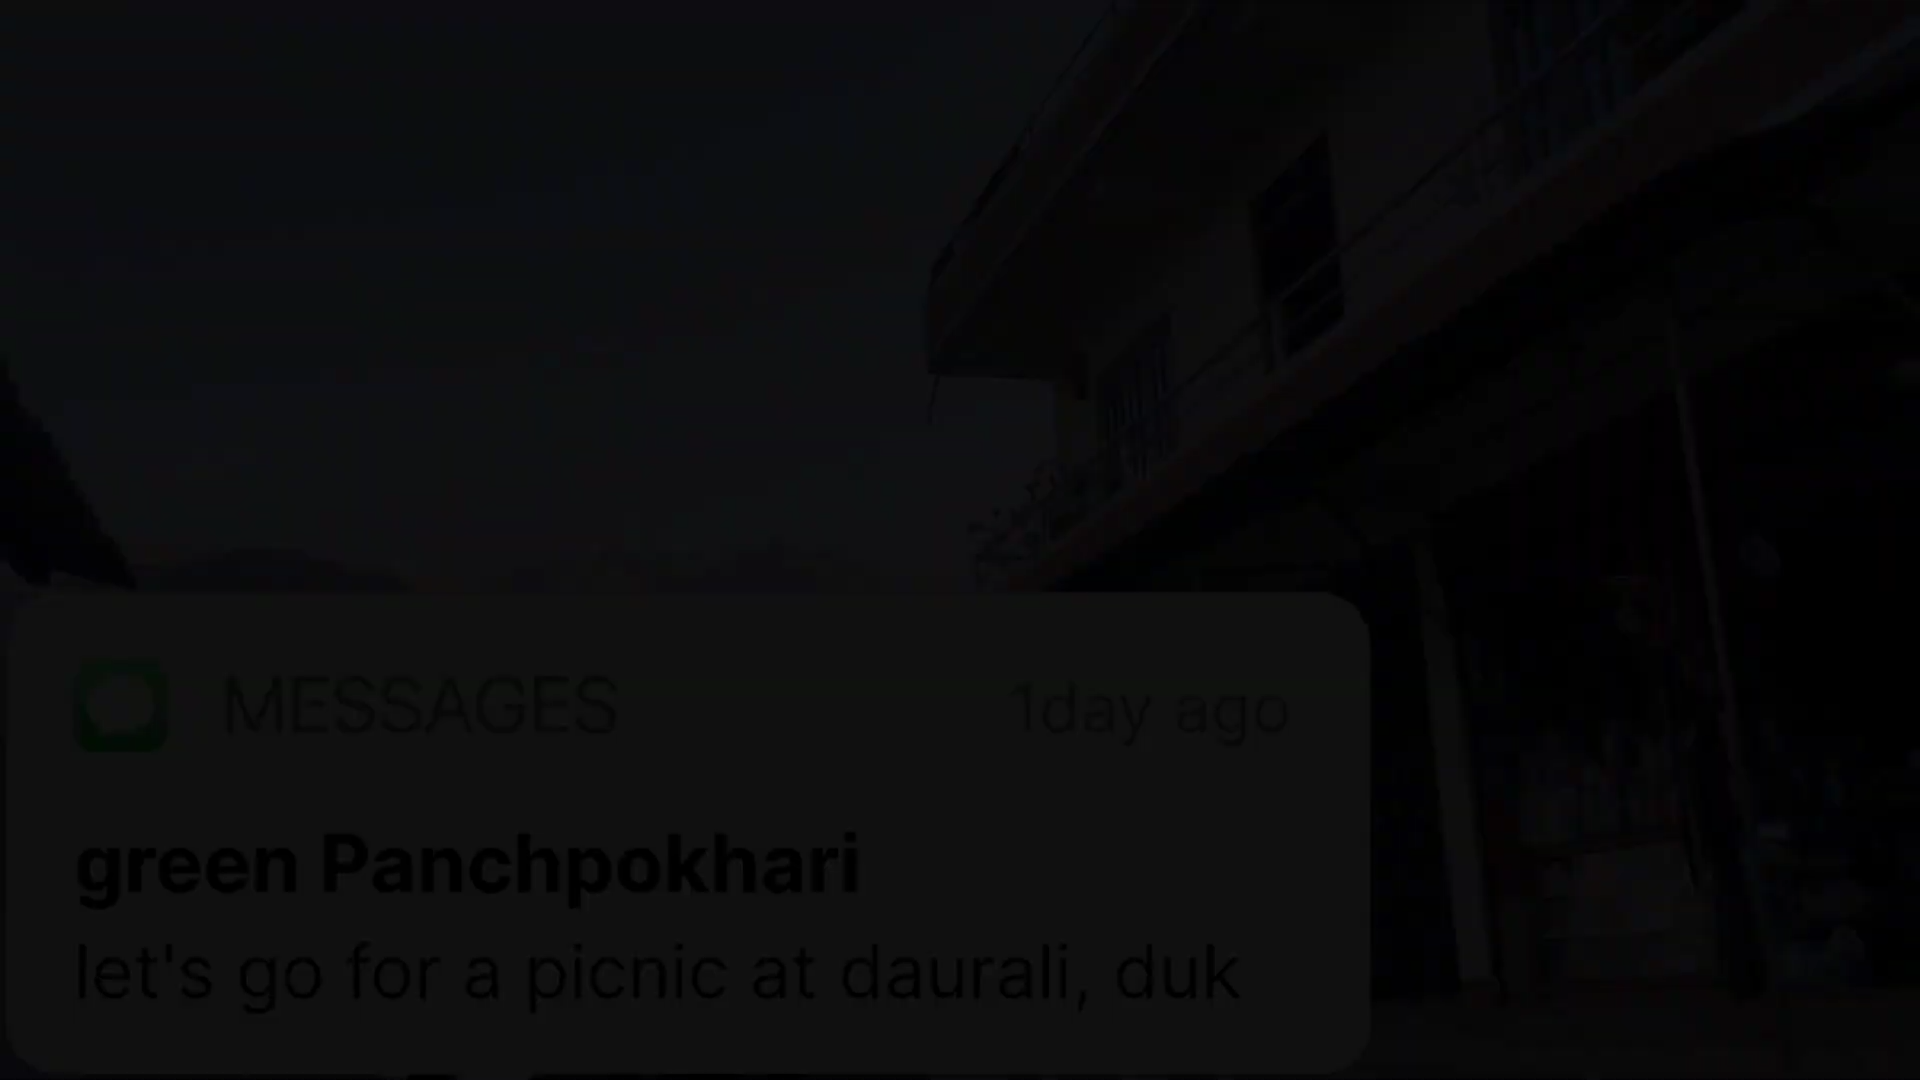 MESSAGES 1day ago
green Panchpokhari
let's go for a picnic at daurali, duk